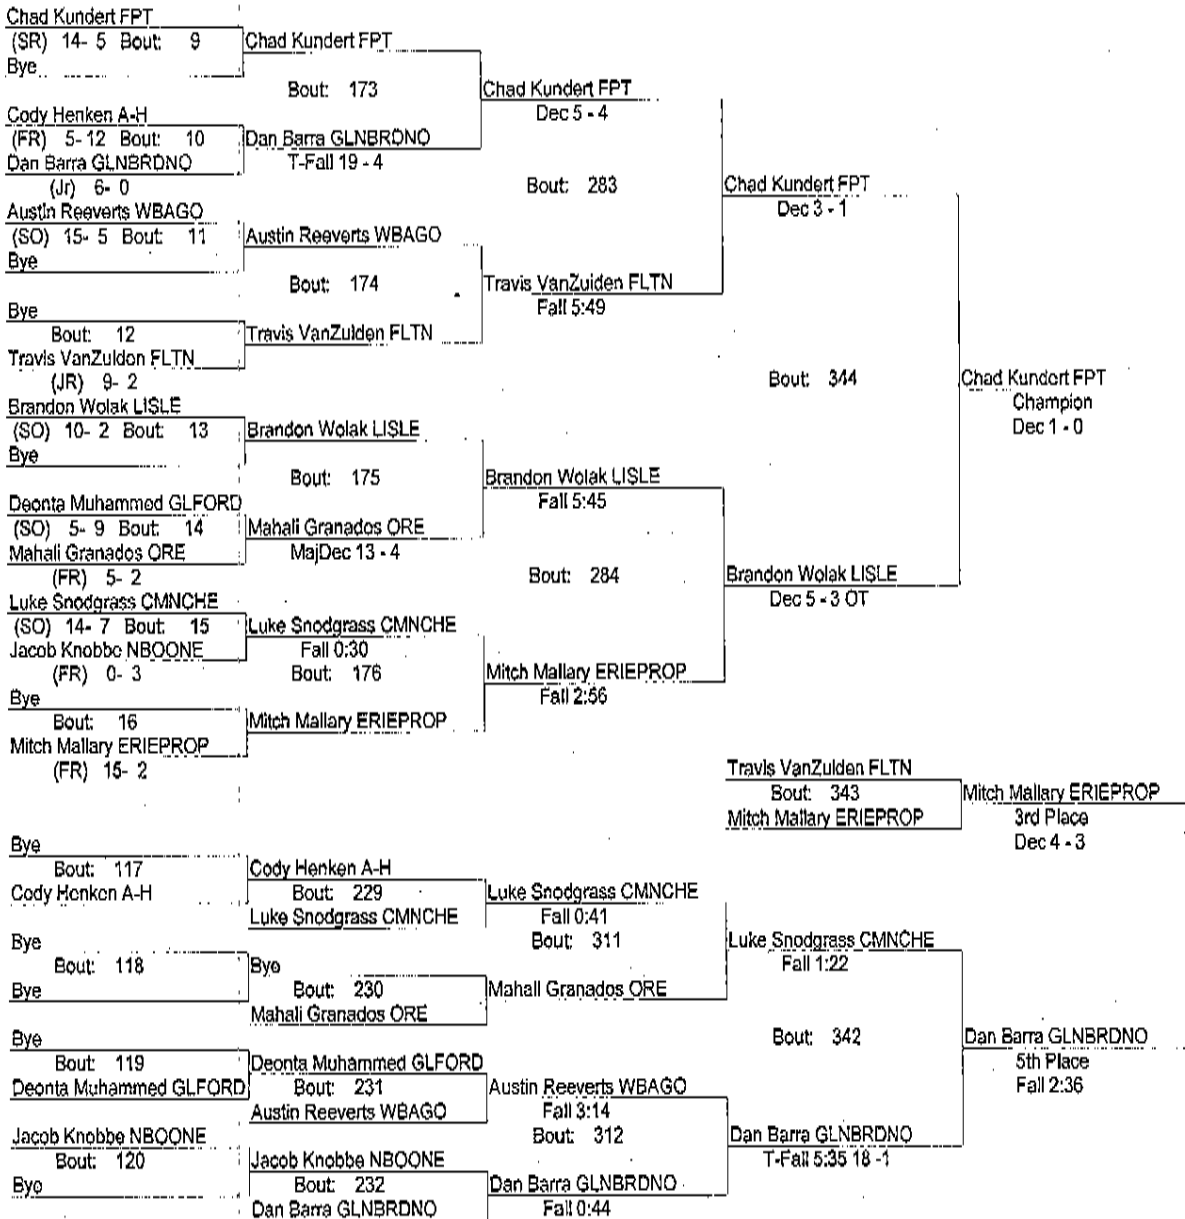 Chad Kundert FPT
(SR) 14- 5 Bout: 9
Bye
Chad Kundert FPT
Bout: 173
Chad Kundert FPT
Dec 5 - 4
Cody Henken A-H
(FR) 5-12 Bout: 10
Dan Barra GLNBRDNO
(Jr) 6- 0
Dan Barra GLNBRDNO
T-Fall 19 - 4
Bout: 283
Chad Kundert FPT
Dec 3 - 1
Austin Reeverts WBAGO
(SO) 15- 5 Bout: 11
Bye
Austin Reeverts WBAGO
Bout: 174
Travis VanZuiden FLTN
Fall 5:49
Bye
Bout: 12
Travis VanZuiden FLTN
(JR) 9- 2
Travis VanZuiden FLTN
Bout: 344
Chad Kundert FPT
Champion
Dec 1 - 0
Brandon Wolak LISLE
(SO) 10- 2 Bout: 13
Bye
Brandon Wolak LISLE
Bout: 175
Brandon Wolak LISLE
Fall 5:45
Deonta Muhammed GLFORD
(SO) 5- 9 Bout: 14
Mahali Granados ORE
(FR) 5- 2
Mahali Granados ORE
MajDec 13 - 4
Bout: 284
Brandon Wolak LISLE
Dec 5 - 3 OT
Luke Snodgrass CMNCHE
(SO) 14- 7 Bout: 15
Jacob Knobbe NBOONE
(FR) 0- 3
Luke Snodgrass CMNCHE
Fall 0:30
Bout: 176
Mitch Mallary ERIEPROP
Fall 2:56
Bye
Bout: 16
Mitch Mallary ERIEPROP
(FR) 15- 2
Mitch Mallary ERIEPROP
Travis VanZuiden FLTN
Bout: 343
Mitch Mallary ERIEPROP
Mitch Mallary ERIEPROP
3rd Place
Dec 4 - 3
Bye
Bout: 117
Cody Henken A-H
Cody Henken A-H
Bout: 229
Luke Snodgrass CMNCHE
Luke Snodgrass CMNCHE
Fall 0:41
Bout: 311
Luke Snodgrass CMNCHE
Fall 1:22
Bye
Bout: 118
Bye
Bye
Bout: 230
Mahali Granados ORE
Mahali Granados ORE
Bout: 342
Dan Barra GLNBRDNO
5th Place
Fall 2:36
Bye
Bout: 119
Deonta Muhammed GLFORD
Deonta Muhammed GLFORD
Bout: 231
Austin Reeverts WBAGO
Austin Reeverts WBAGO
Fall 3:14
Bout: 312
Dan Barra GLNBRDNO
T-Fall 5:35 18 -1
Jacob Knobbe NBOONE
Bout: 120
Bye
Jacob Knobbe NBOONE
Bout: 232
Dan Barra GLNBRDNO
Dan Barra GLNBRDNO
Fall 0:44